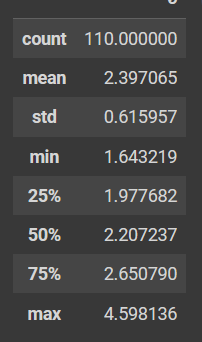 count 110.000000
mean 2.397065
std 0.615957
min 1.643219
25% 1.977682
50% 2.207237
75% 2.650790
max 4.598136